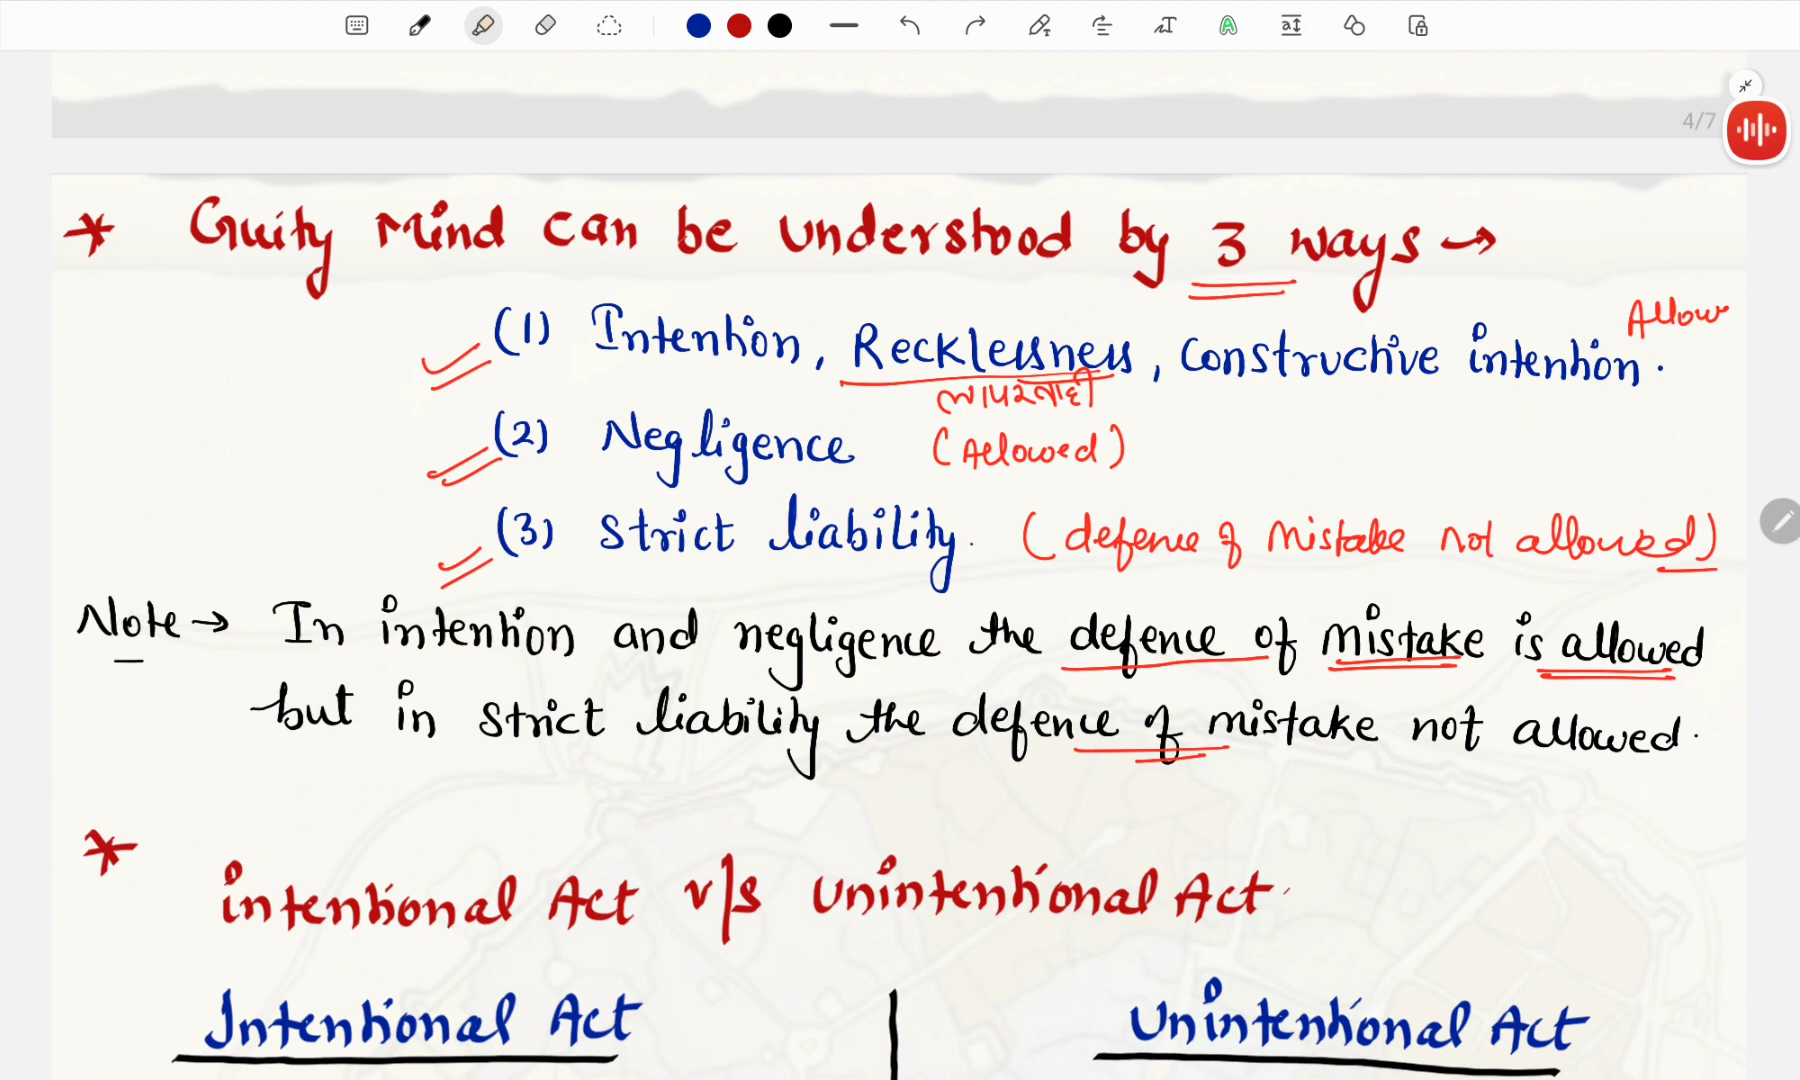 4/7
* Guity Mind can be understood by 3 ways →
Allow
(1) Intention, Recklessness, Constructive intention.
लापरवाही
(2) Negligence (Allowed)
(3) Strict liability. (defence of Mistake not allowed)
Note → In intention and negligence the defence of Mistake is allowed
but in strict liability the defence of mistake not allowed.
* intentional Act v/s Unintentional Act.
Intentional Act | Unintentional Act